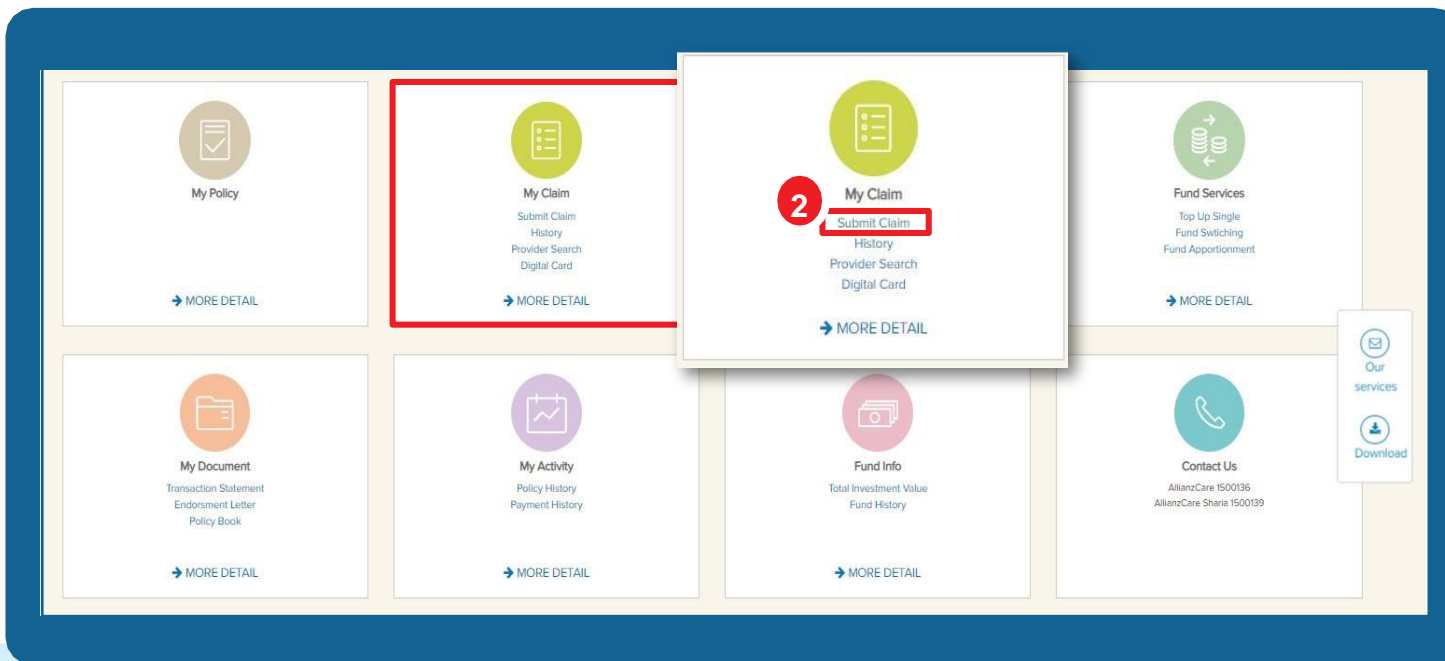 My Policy
MORE DETAIL
My Claim
Submit Claim
History
Provider Search
Digital Card
MORE DETAIL
2
My Claim
Submit Claim
History
Provider Search
Digital Card
MORE DETAIL
Fund Services
Top Up Single
Fund Swtiching
Fund Apportionment
MORE DETAIL
Our
services
Download
My Document
Transaction Statement
Endorsment Letter
Policy Book
MORE DETAIL
My Activity
Policy History
Payment History
MORE DETAIL
Fund Info
Total Investment Value
Fund History
MORE DETAIL
Contact Us
AllianzCare 1500136
AllianzCare Sharia 1500139